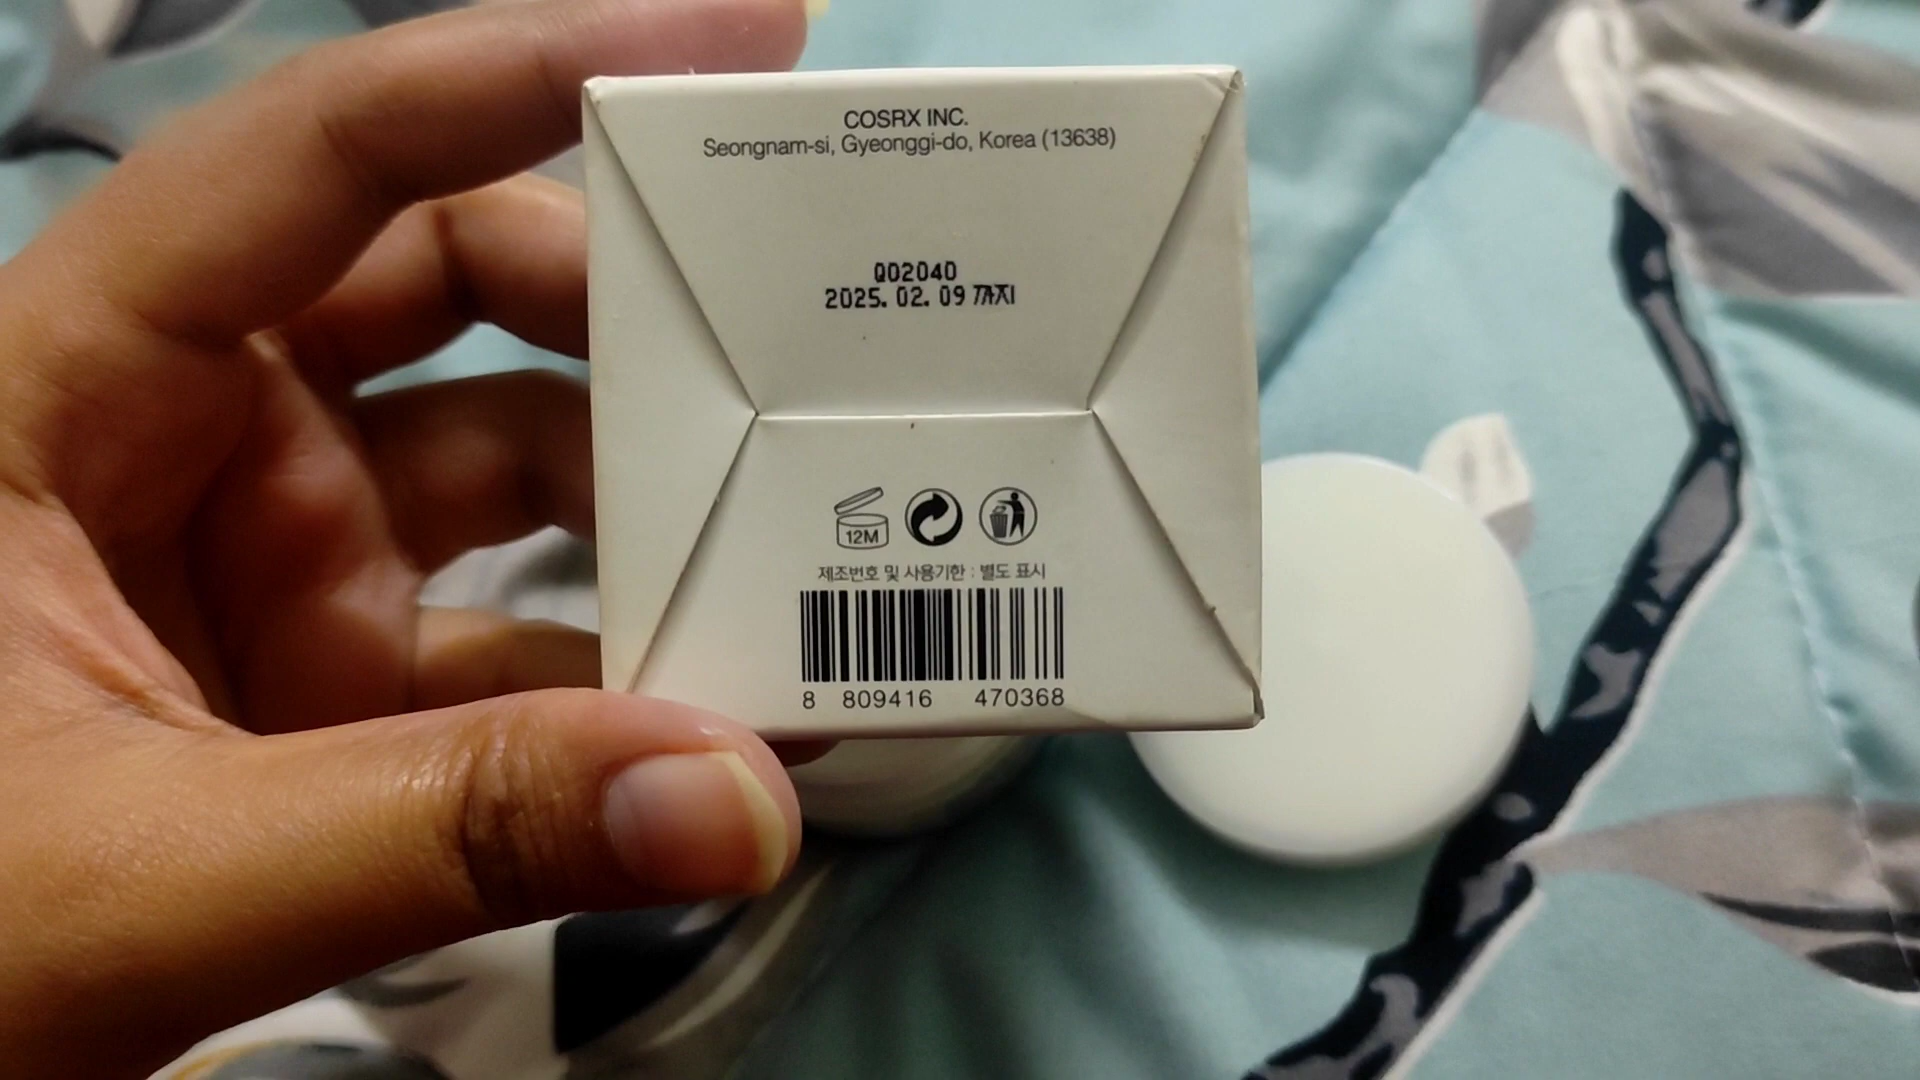 COSRX INC.
Seongnam-si, Gyeonggi-do, Korea (13638)
Q02040
2025. 02. 09 까지
12M
제조번호 및 사용기한 : 별도 표시
8 809416 470368